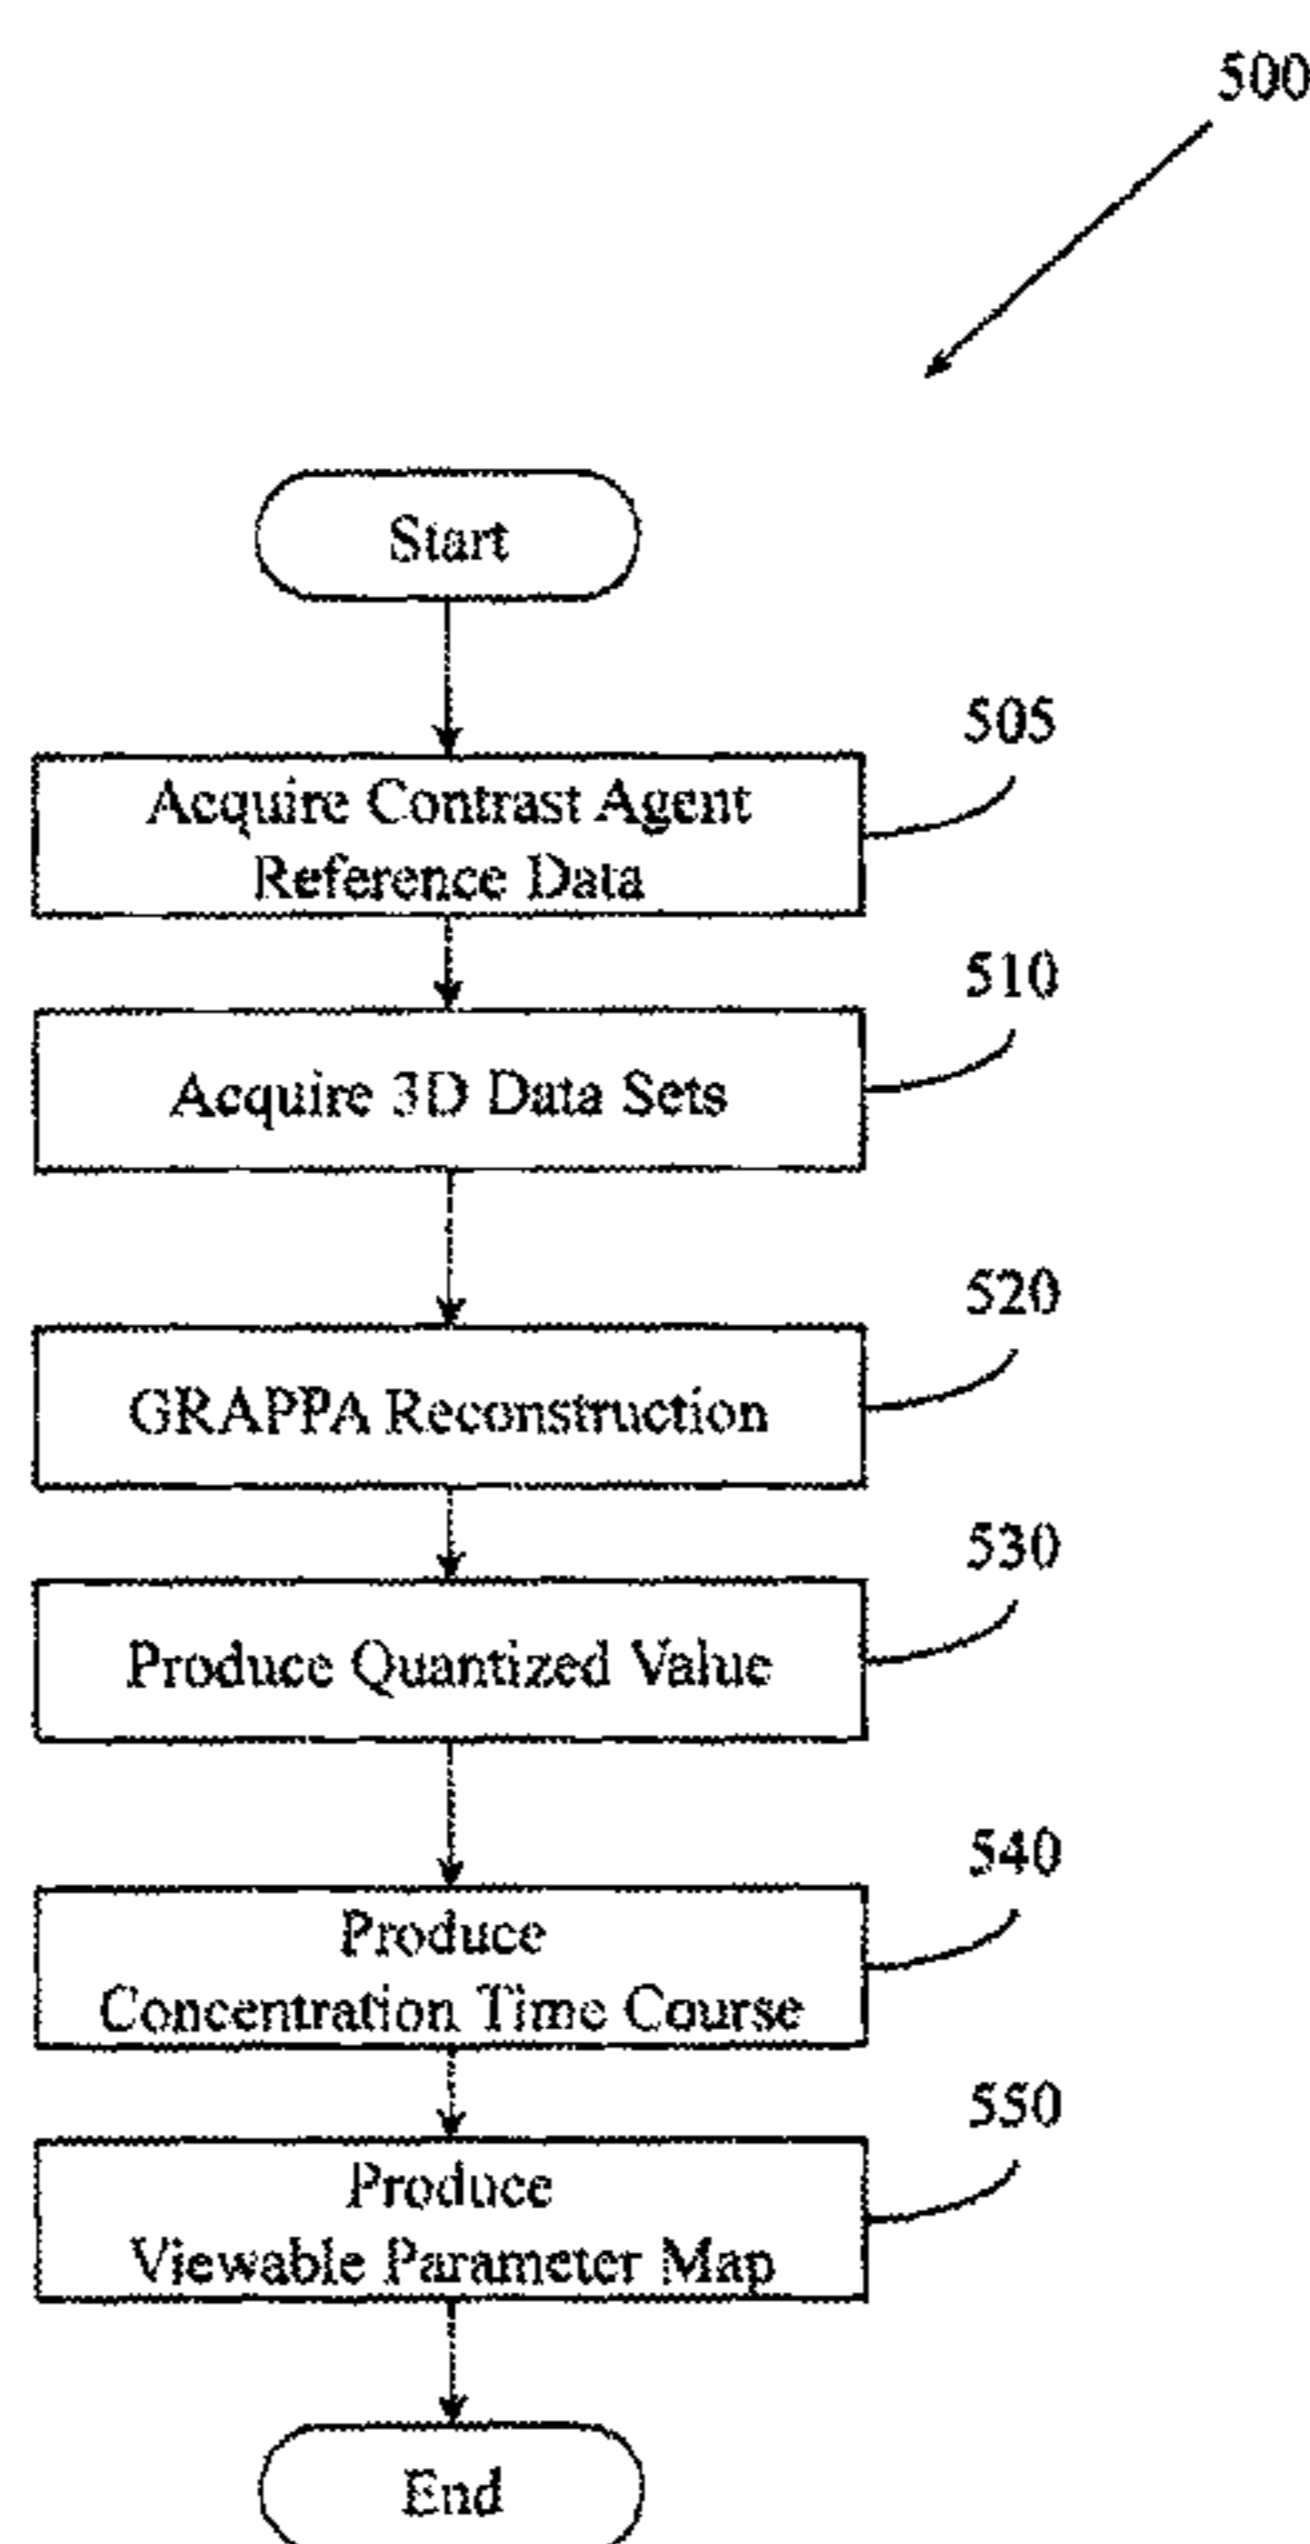 500
Start
505
Acquire Contrast Agent
Reference Data
510
Acquire 3D Data Sets
520
GRAPPA Reconstruction
530
Produce Quantized Value
540
Produce
Concentration Time Course
550
Produce
Viewable Parameter Map
End